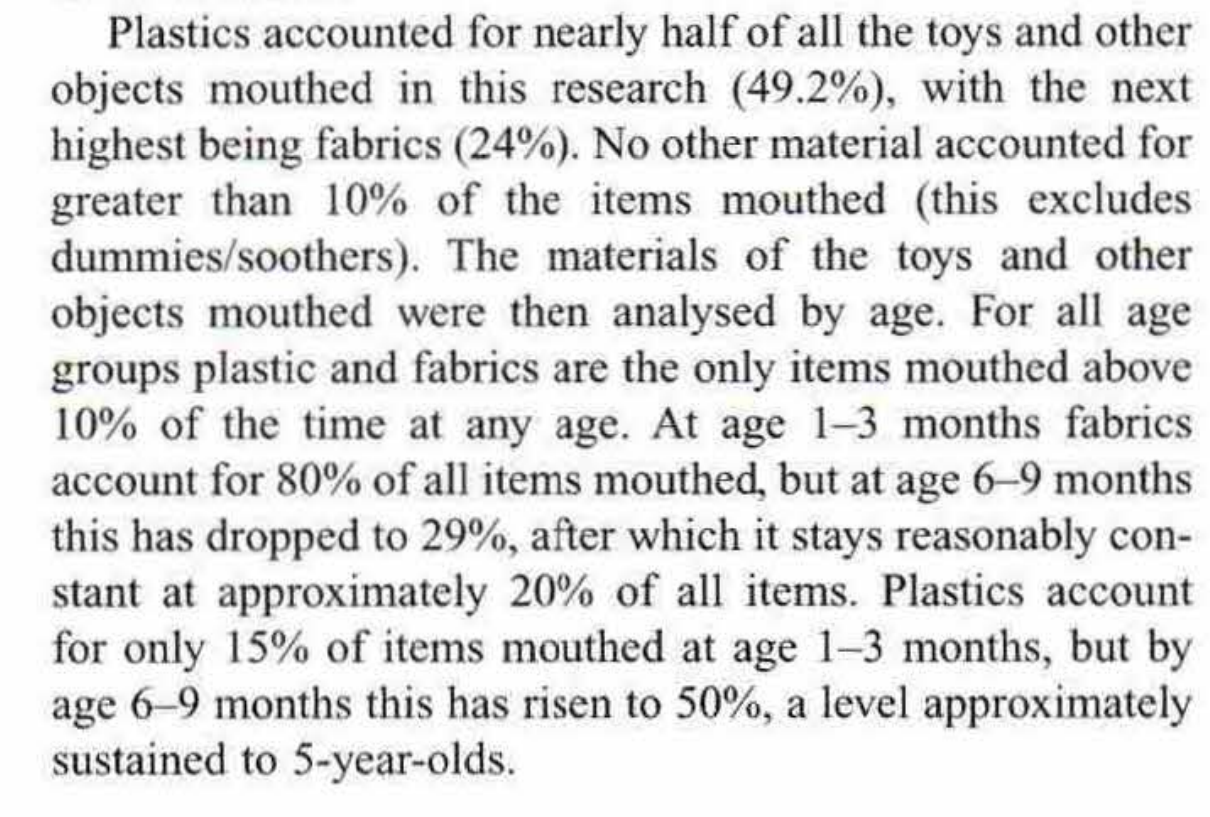 Plastics accounted for nearly half of all the toys and other
objects mouthed in this research (49.2%), with the next
highest being fabrics (24%). No other material accounted for
greater than 10% of the items mouthed (this excludes
dummies/soothers). The materials of the toys and other
objects mouthed were then analysed by age. For all age
groups plastic and fabrics are the only items mouthed above
10% of the time at any age. At age 1–3 months fabrics
account for 80% of all items mouthed, but at age 6–9 months
this has dropped to 29%, after which it stays reasonably con-
stant at approximately 20% of all items. Plastics account
for only 15% of items mouthed at age 1–3 months, but by
age 6–9 months this has risen to 50%, a level approximately
sustained to 5-year-olds.